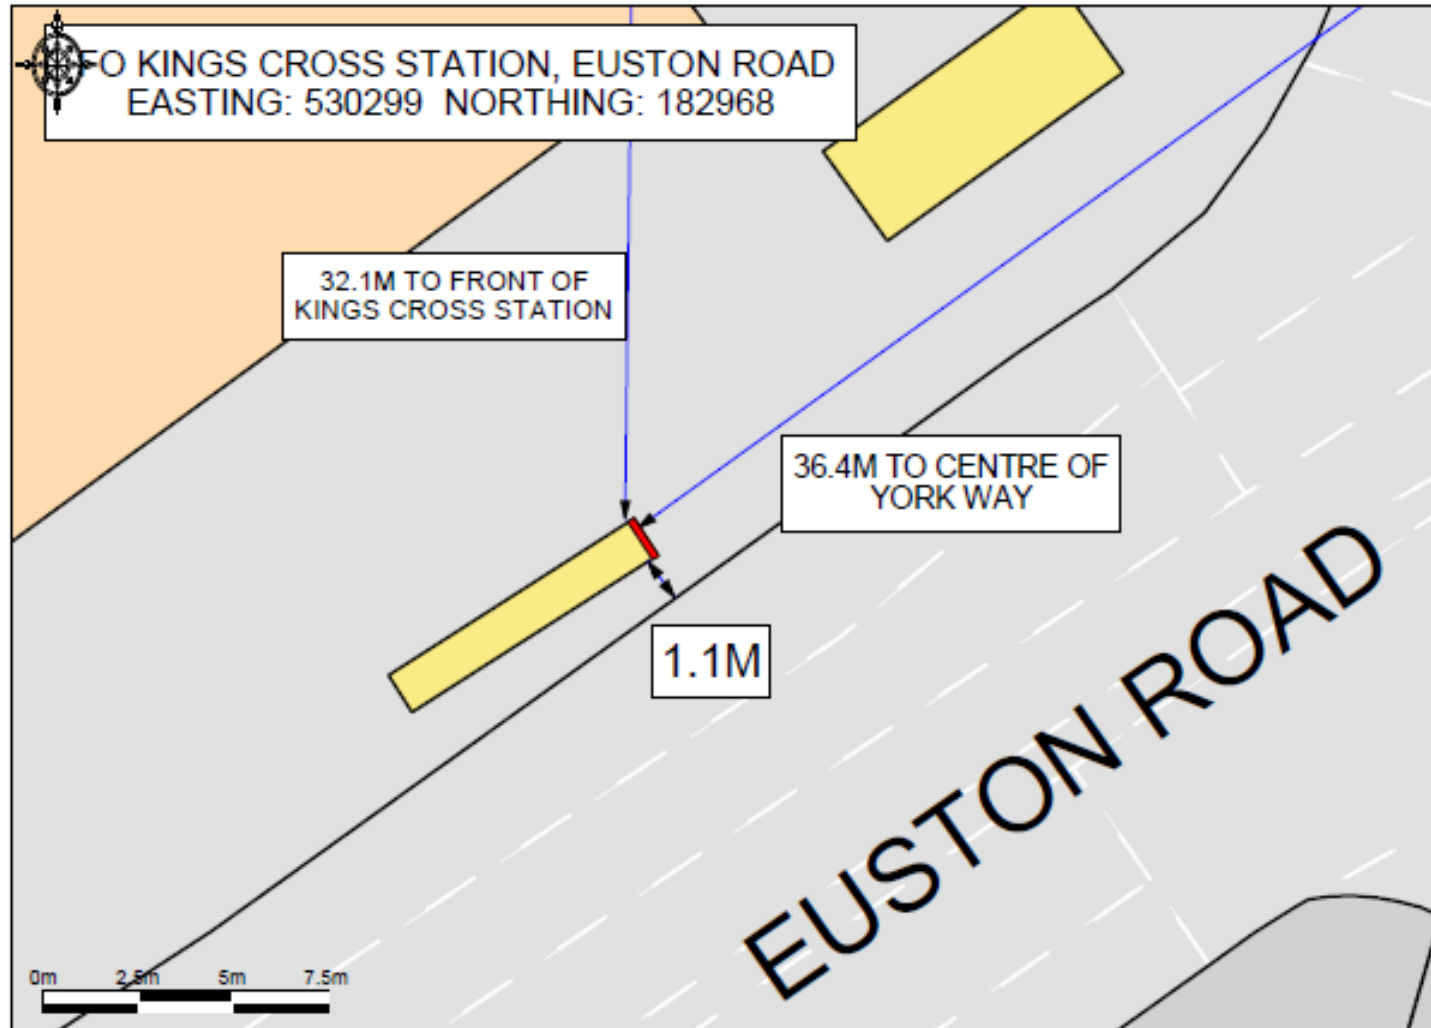 FO KINGS CROSS STATION, EUSTON ROAD
EASTING: 530299 NORTHING: 182968
32.1M TO FRONT OF
KINGS CROSS STATION
36.4M TO CENTRE OF
YORK WAY
1.1M
EUSTON ROAD
0m 2.5m 5m 7.5m